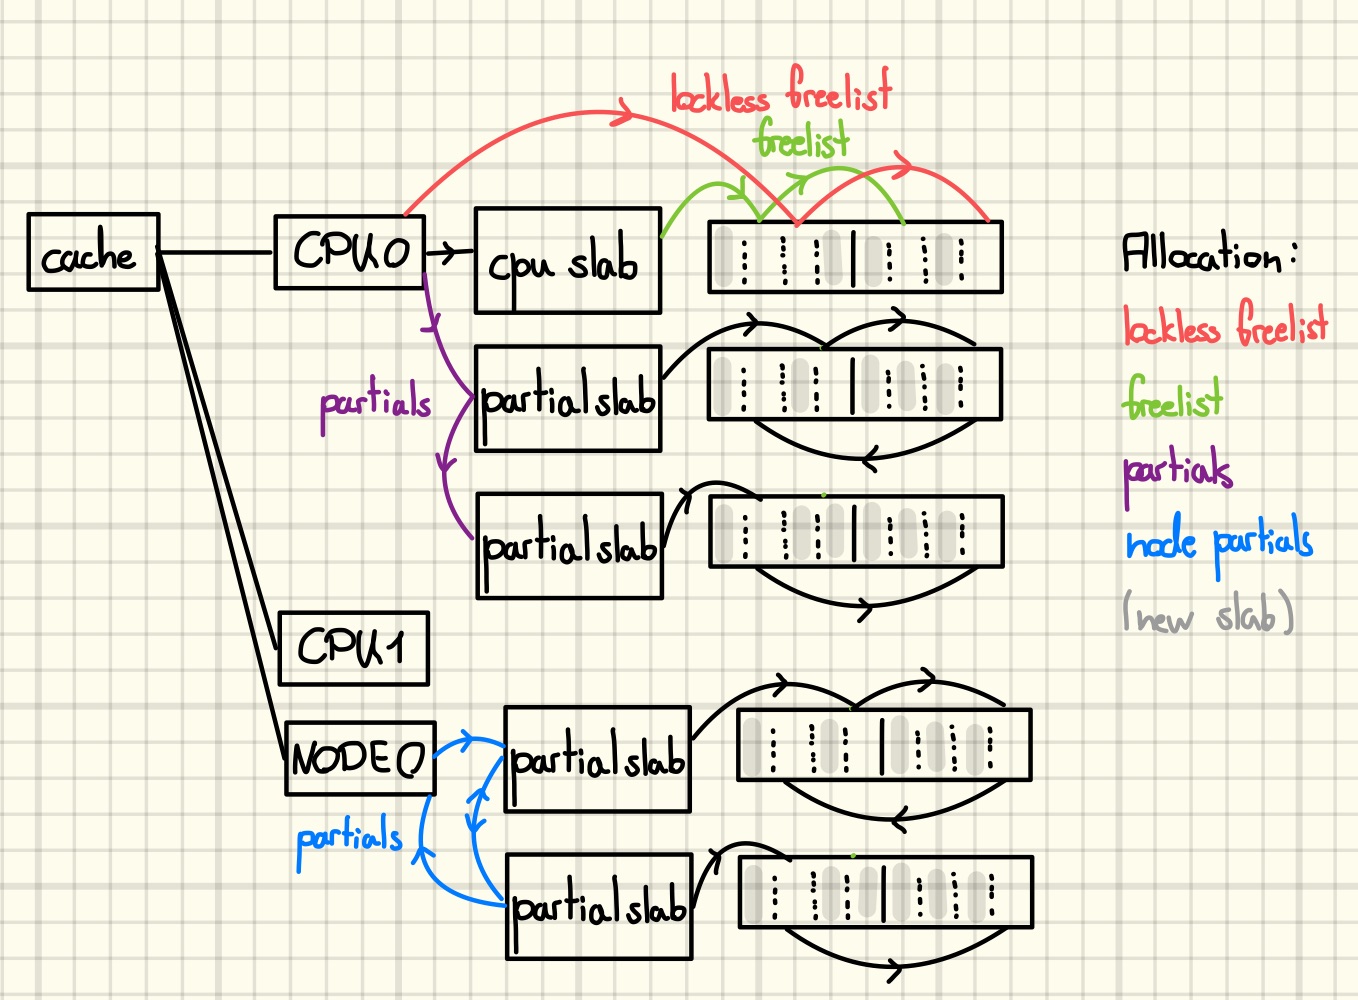 lockless freelist
freelist
cache
CPU0
cpu slab
Allocation:
lockless freelist
partials
partial slab
freelist
partials
partial slab
node partials
(new slab)
CPU1
NODE0
partial slab
partials
partial slab